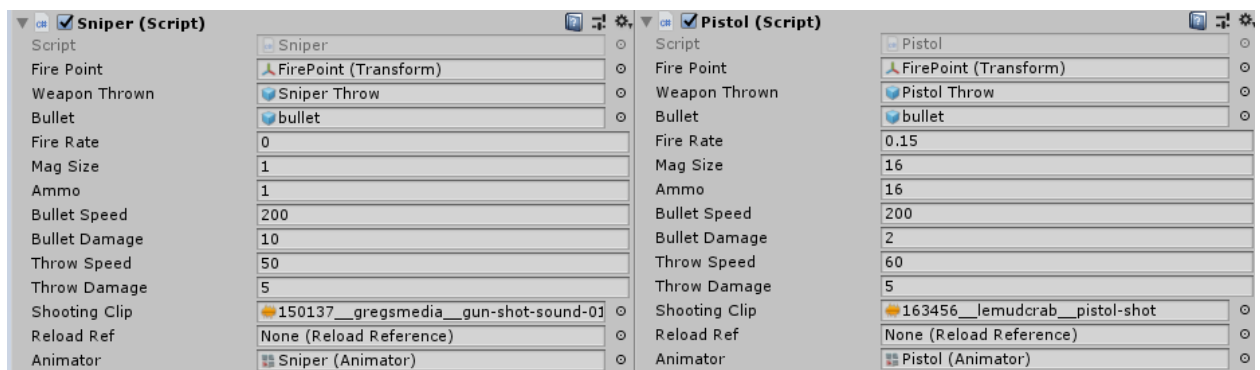 Sniper (Script)
Script Sniper
Fire Point FirePoint (Transform)
Weapon Thrown Sniper Throw
Bullet bullet
Fire Rate 0
Mag Size 1
Ammo 1
Bullet Speed 200
Bullet Damage 10
Throw Speed 50
Throw Damage 5
Shooting Clip 150137__gregsmedia__gun-shot-sound-01
Reload Ref None (Reload Reference)
Animator Sniper (Animator)
Pistol (Script)
Script Pistol
Fire Point FirePoint (Transform)
Weapon Thrown Pistol Throw
Bullet bullet
Fire Rate 0.15
Mag Size 16
Ammo 16
Bullet Speed 200
Bullet Damage 2
Throw Speed 60
Throw Damage 5
Shooting Clip 163456__lemudcrab__pistol-shot
Reload Ref None (Reload Reference)
Animator Pistol (Animator)